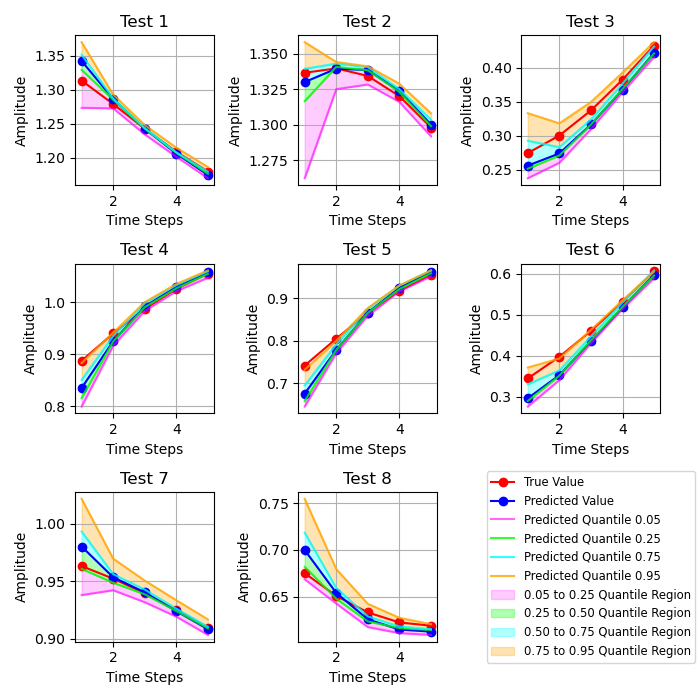 Test 1
Test 2
Test 3
1.35
1.30
1.25
1.20
Amplitude
2
4
Time Steps
1.350
1.325
1.300
1.275
Amplitude
2
4
Time Steps
0.40
0.35
0.30
0.25
Amplitude
2
4
Time Steps
Test 4
Test 5
Test 6
1.0
0.9
0.8
Amplitude
2
4
Time Steps
0.9
0.8
0.7
Amplitude
2
4
Time Steps
0.6
0.5
0.4
0.3
Amplitude
2
4
Time Steps
Test 7
Test 8
1.00
0.95
0.90
Amplitude
2
4
Time Steps
0.75
0.70
0.65
Amplitude
2
4
Time Steps
True Value
Predicted Value
Predicted Quantile 0.05
Predicted Quantile 0.25
Predicted Quantile 0.75
Predicted Quantile 0.95
0.05 to 0.25 Quantile Region
0.25 to 0.50 Quantile Region
0.50 to 0.75 Quantile Region
0.75 to 0.95 Quantile Region